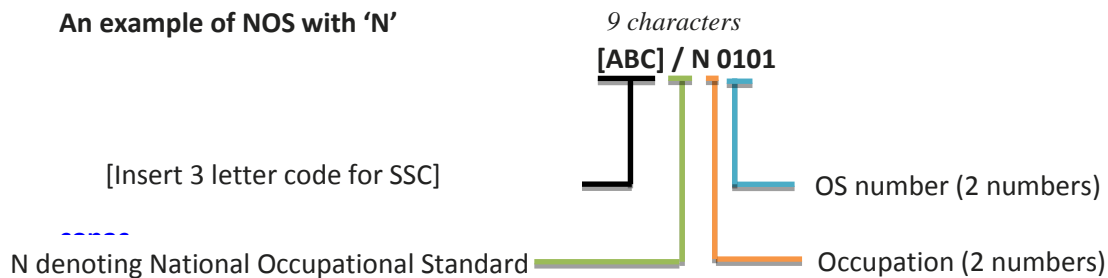 An example of NOS with ‘N’
9 characters
[ABC] / N 0101
[Insert 3 letter code for SSC]
OS number (2 numbers)
N denoting National Occupational Standard
Occupation (2 numbers)